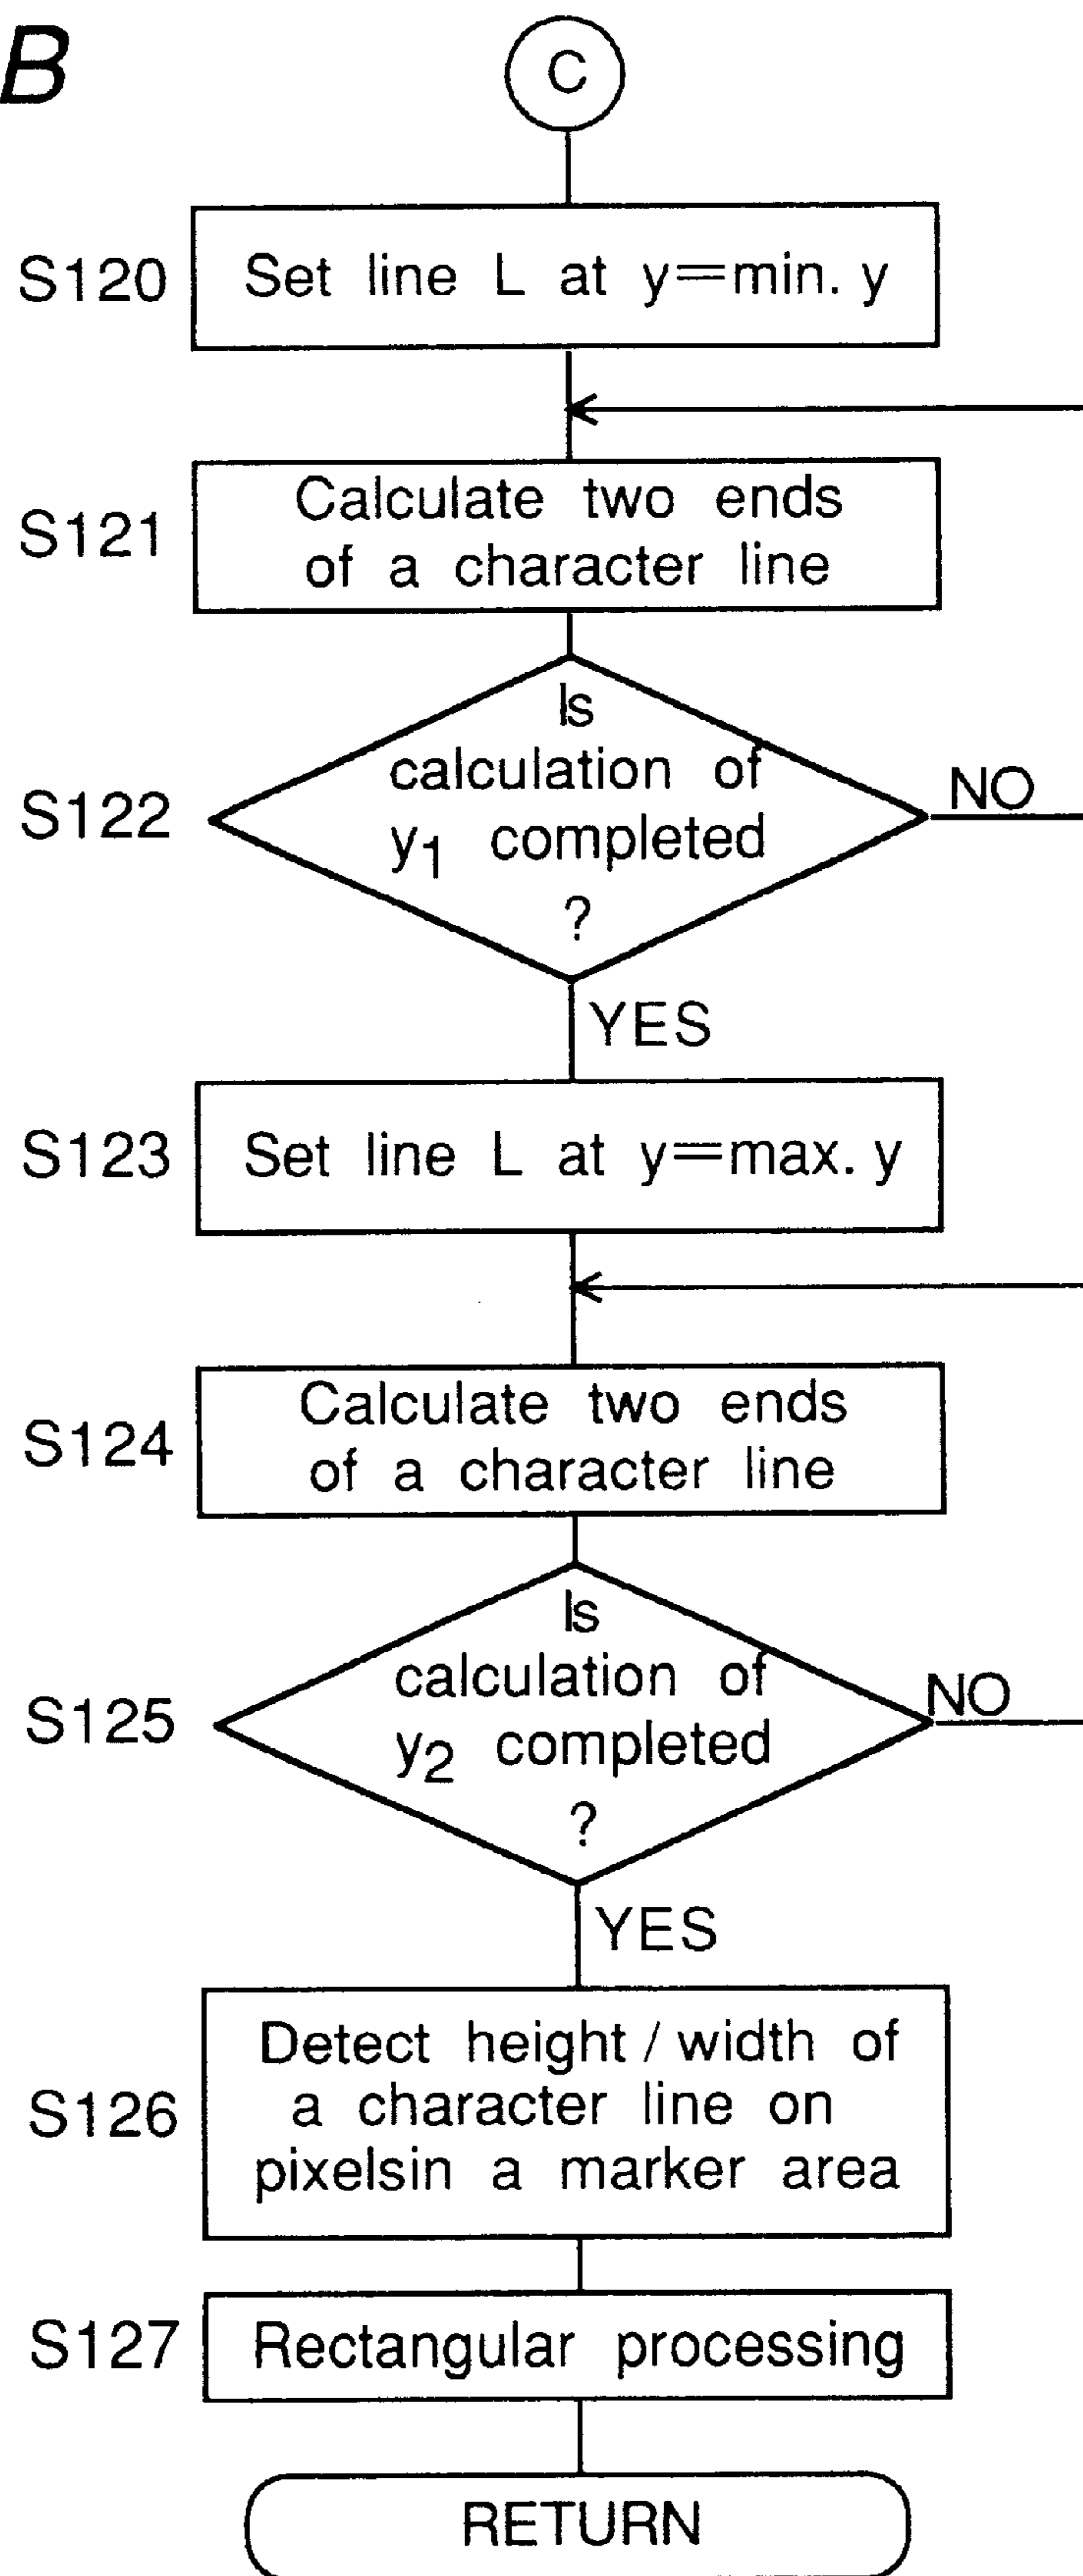 B
C
S120
Set line L at y=min. y
S121
Calculate two ends
of a character line
S122
Is
calculation of
y1 completed
?
NO
YES
S123
Set line L at y=max. y
S124
Calculate two ends
of a character line
S125
Is
calculation of
y2 completed
?
NO
YES
S126
Detect height / width of
a character line on
pixelsin a marker area
S127
Rectangular processing
RETURN